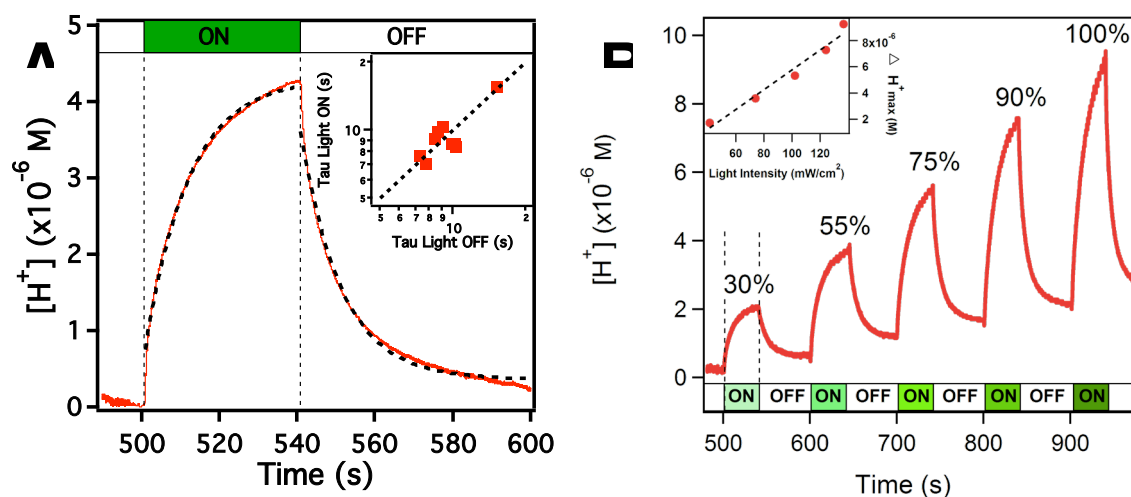 A
ON
OFF
5
4
3
2
1
0
[H+] (x10-6 M)
500
520
540
560
580
600
Time (s)
2
10
9
8
7
6
5
Tau Light ON (s)
5
6
7
8
9
10
2
Tau Light OFF (s)
10
8
6
4
2
0
[H+] (x10-6 M)
30%
55%
75%
90%
100%
8x10-6
6
4
2
△ H+ max (M)
60
80
100
120
Light Intensity (mW/cm2)
ON
OFF
ON
OFF
ON
OFF
ON
OFF
ON
500
600
700
800
900
Time (s)